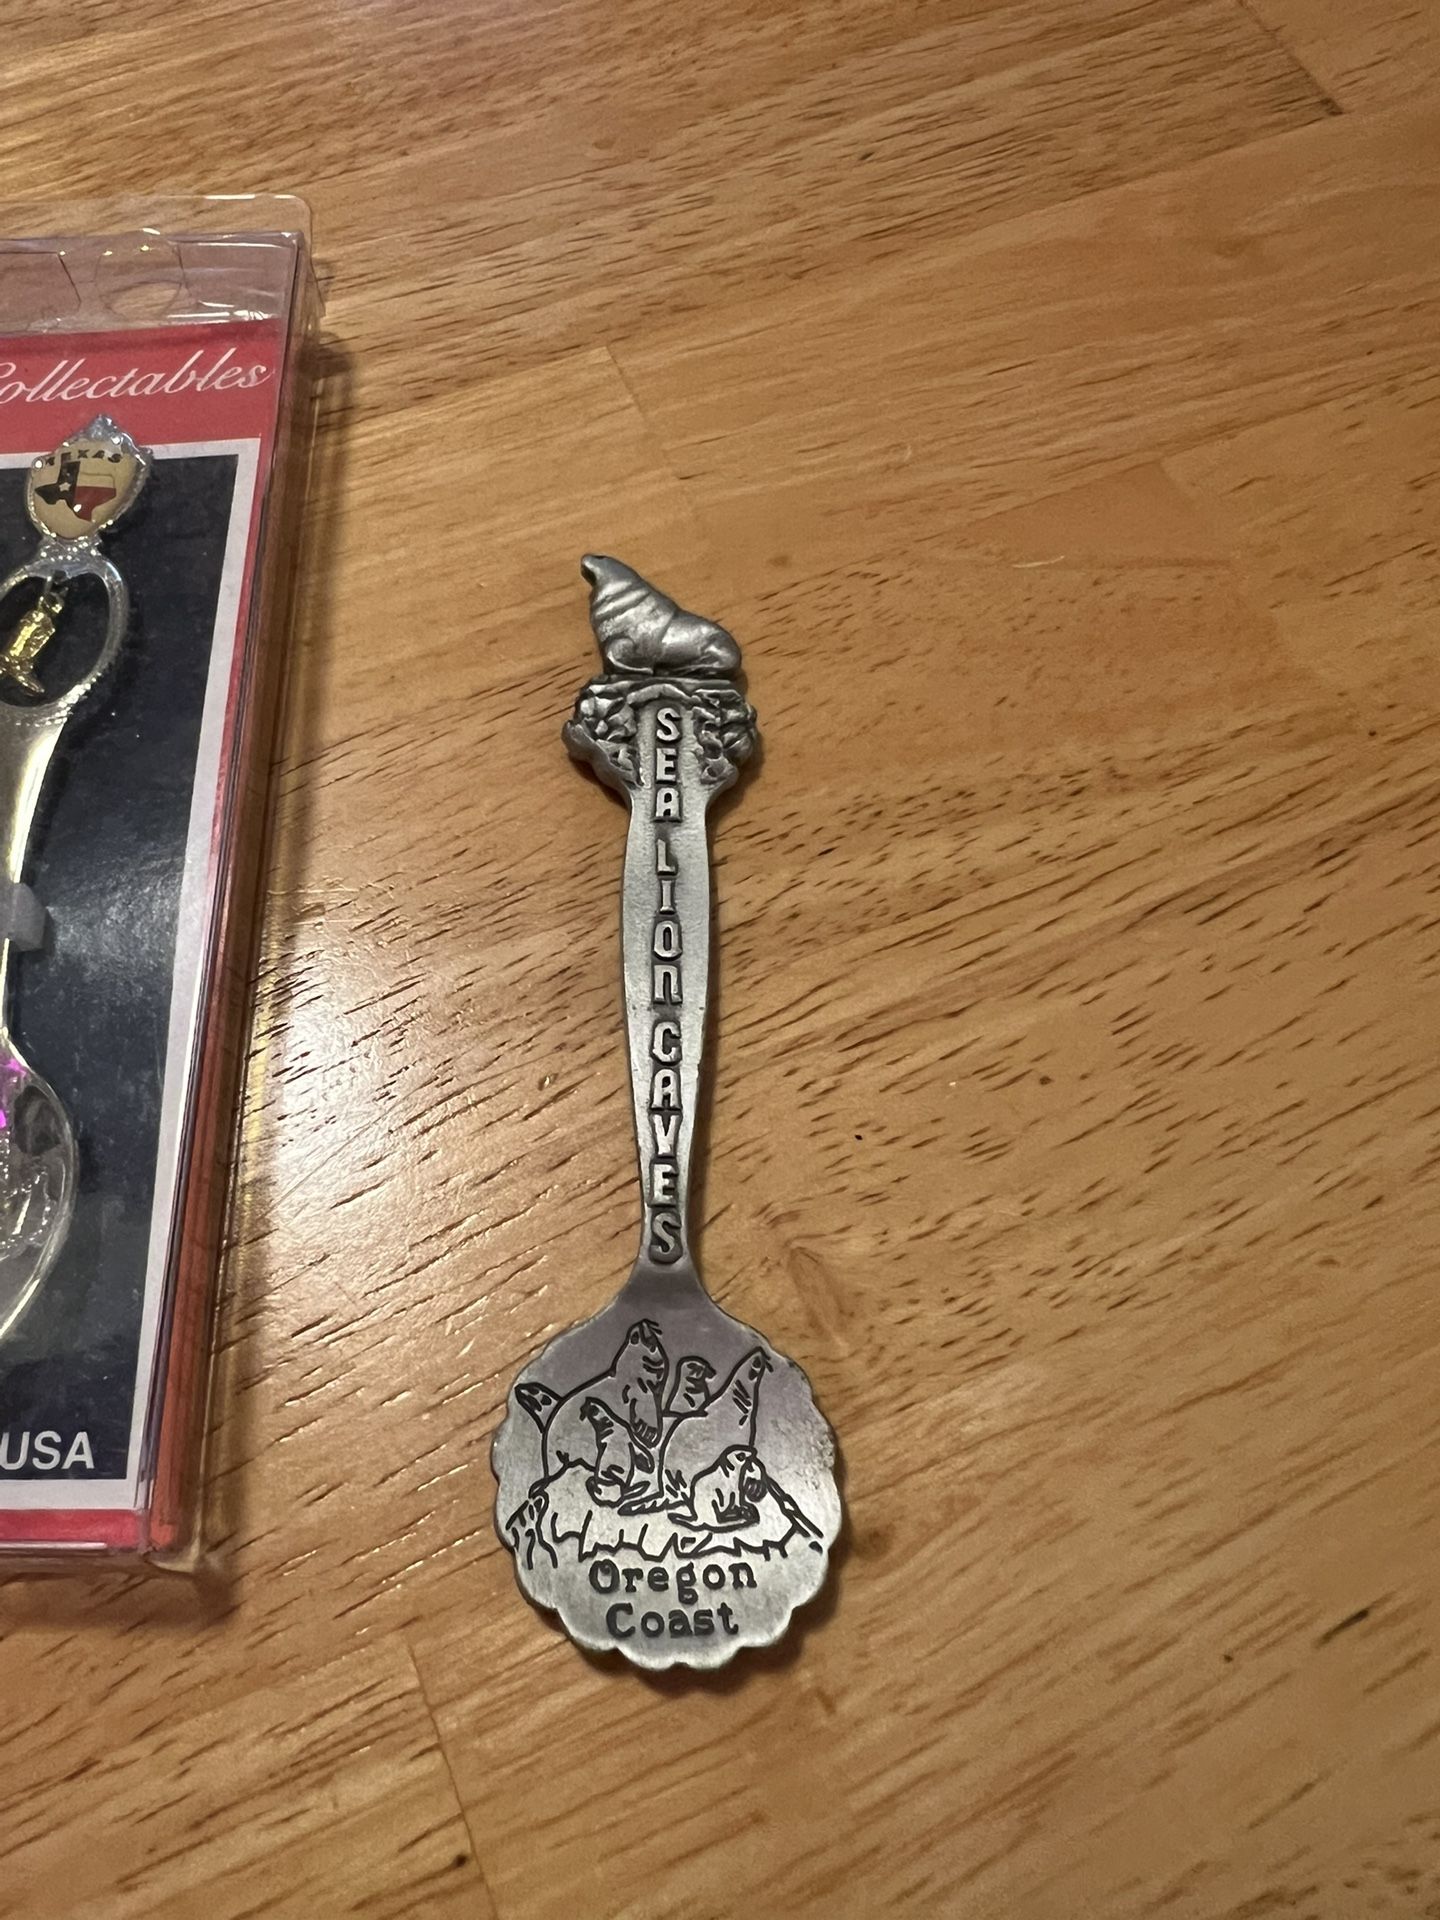 Collectables
TEXAS
USA
SEA LION CAVES
Oregon
Coast